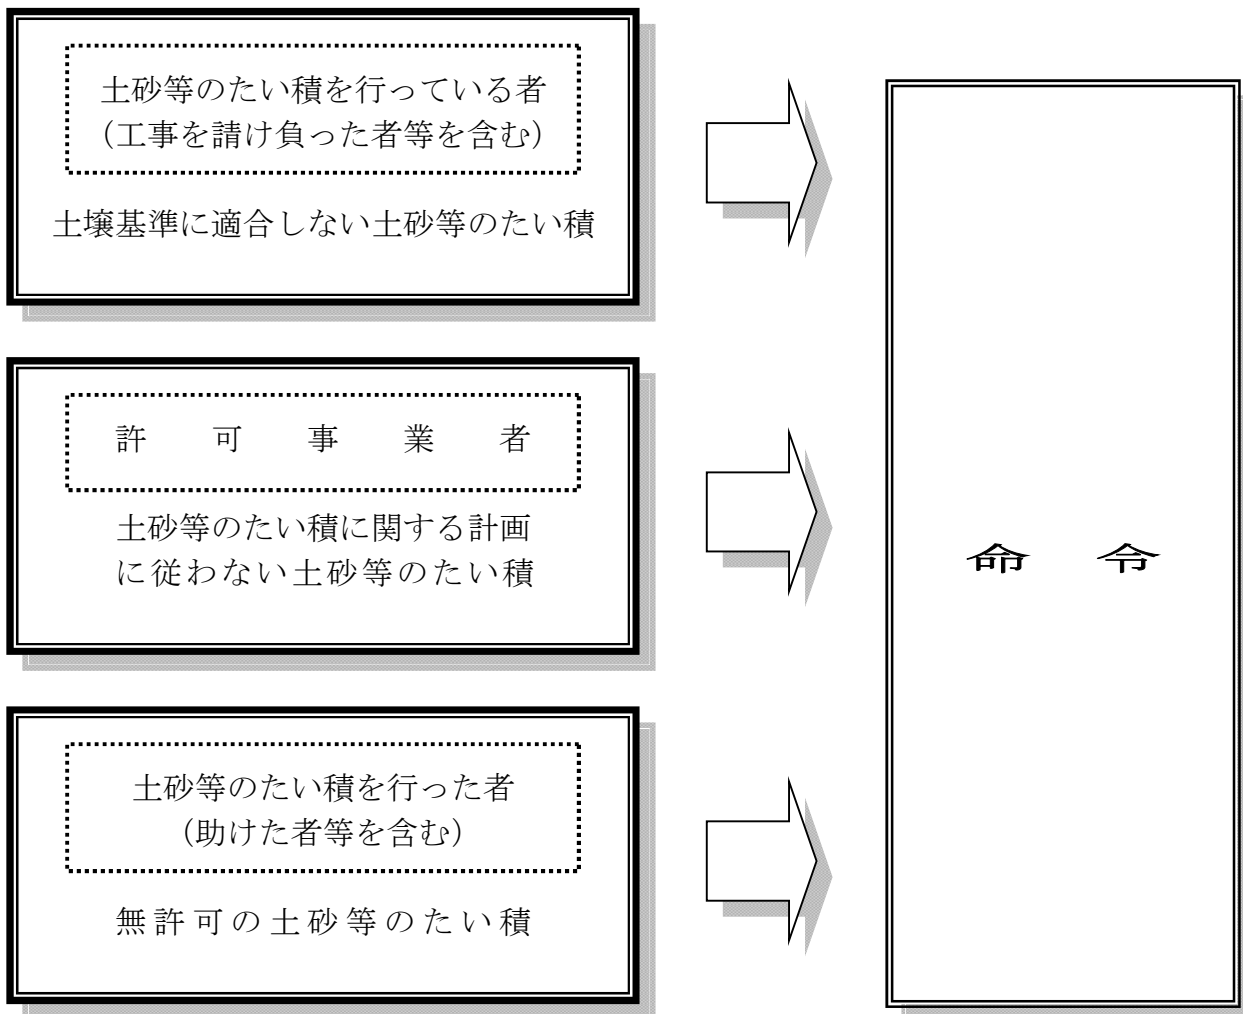 土砂等のたい積を行っている者
（工事を請け負った者等を含む）
土壌基準に適合しない土砂等のたい積
許可事業者
土砂等のたい積に関する計画
に従わない土砂等のたい積
土砂等のたい積を行った者
（助けた者等を含む）
無許可の土砂等のたい積
命令